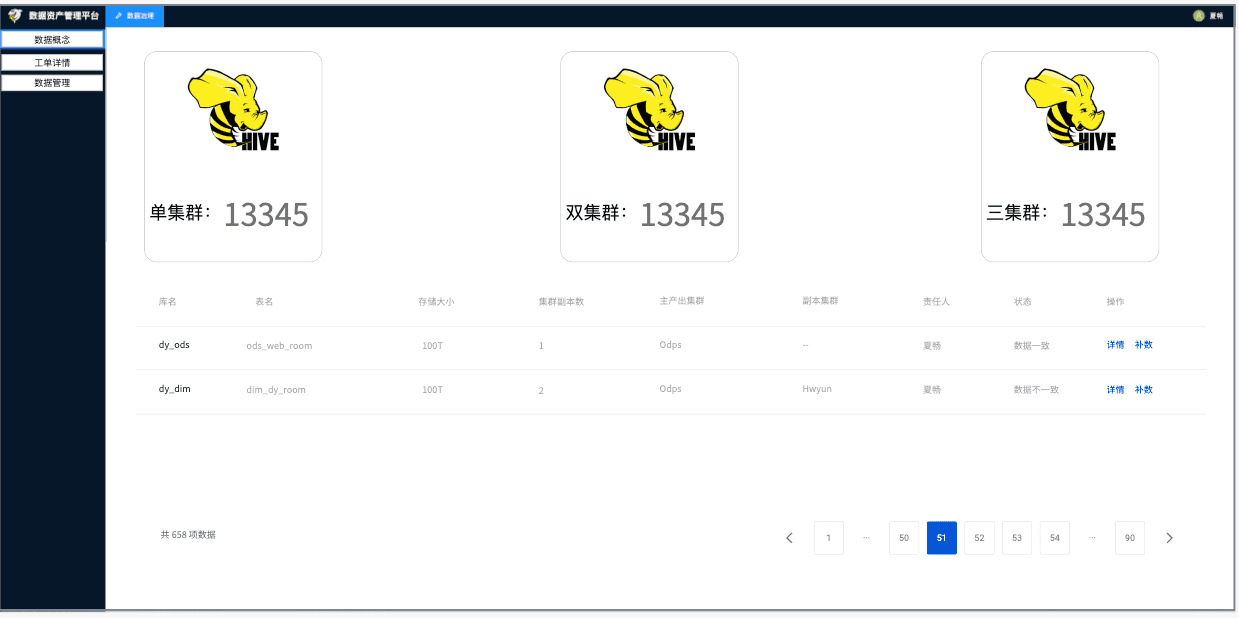 数据资产管理平台
数据治理
夏畅
数据概念
工单详情
数据管理
HIVE
HIVE
HIVE
单集群： 13345
双集群： 13345
三集群： 13345
库名 表名 存储大小 集群副本数 主产出集群 副本集群 责任人 状态 操作
dy_ods ods_web_room 100T 1 Odps -- 夏畅 数据一致 详情 补数
dy_dim dim_dy_room 100T 2 Odps Hwyun 夏畅 数据不一致 详情 补数
共 658 项数据
1 ... 50 51 52 53 54 ... 90